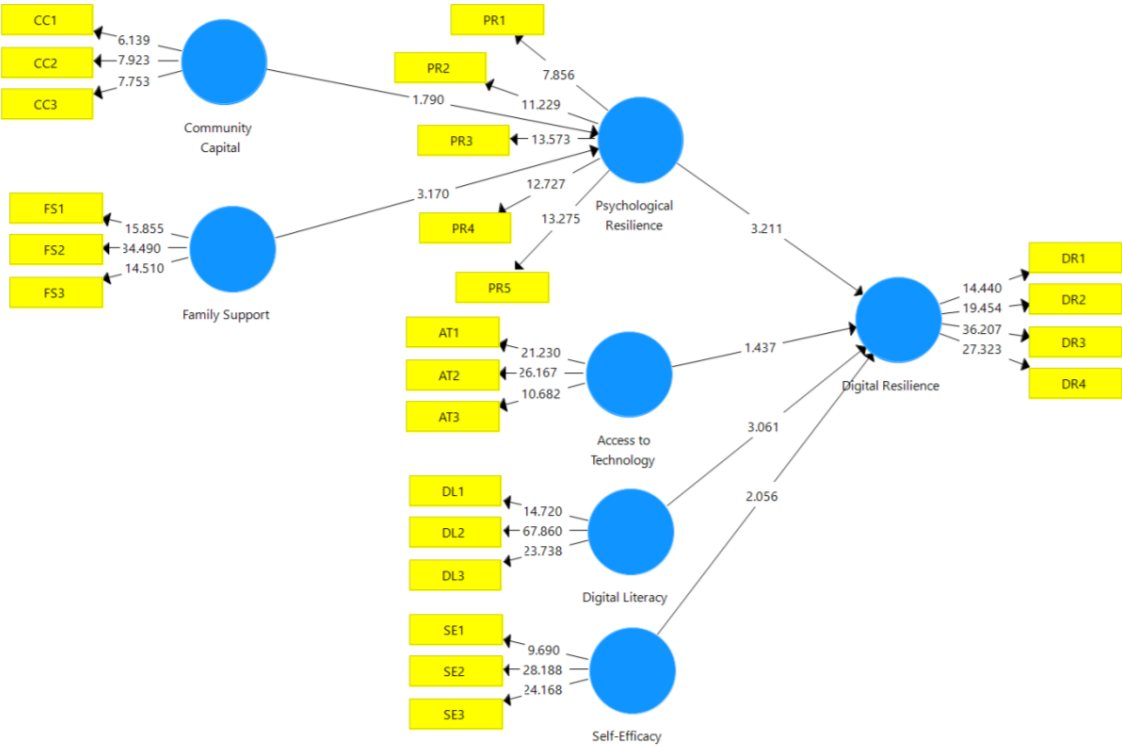 CC1
6.139
CC2
7.923
CC3
7.753
Community
Capital
1.790
PR1
7.856
PR2
11.229
PR3
13.573
PR4
12.727
PR5
13.275
Psychological
Resilience
FS1
15.855
FS2
34.490
FS3
14.510
Family Support
3.170
3.211
AT1
21.230
AT2
26.167
AT3
10.682
Access to
Technology
1.437
DR1
14.440
DR2
19.454
DR3
36.207
DR4
27.323
Digital Resilience
DL1
14.720
DL2
67.860
DL3
23.738
Digital Literacy
3.061
SE1
9.690
SE2
28.188
SE3
24.168
Self-Efficacy
2.056